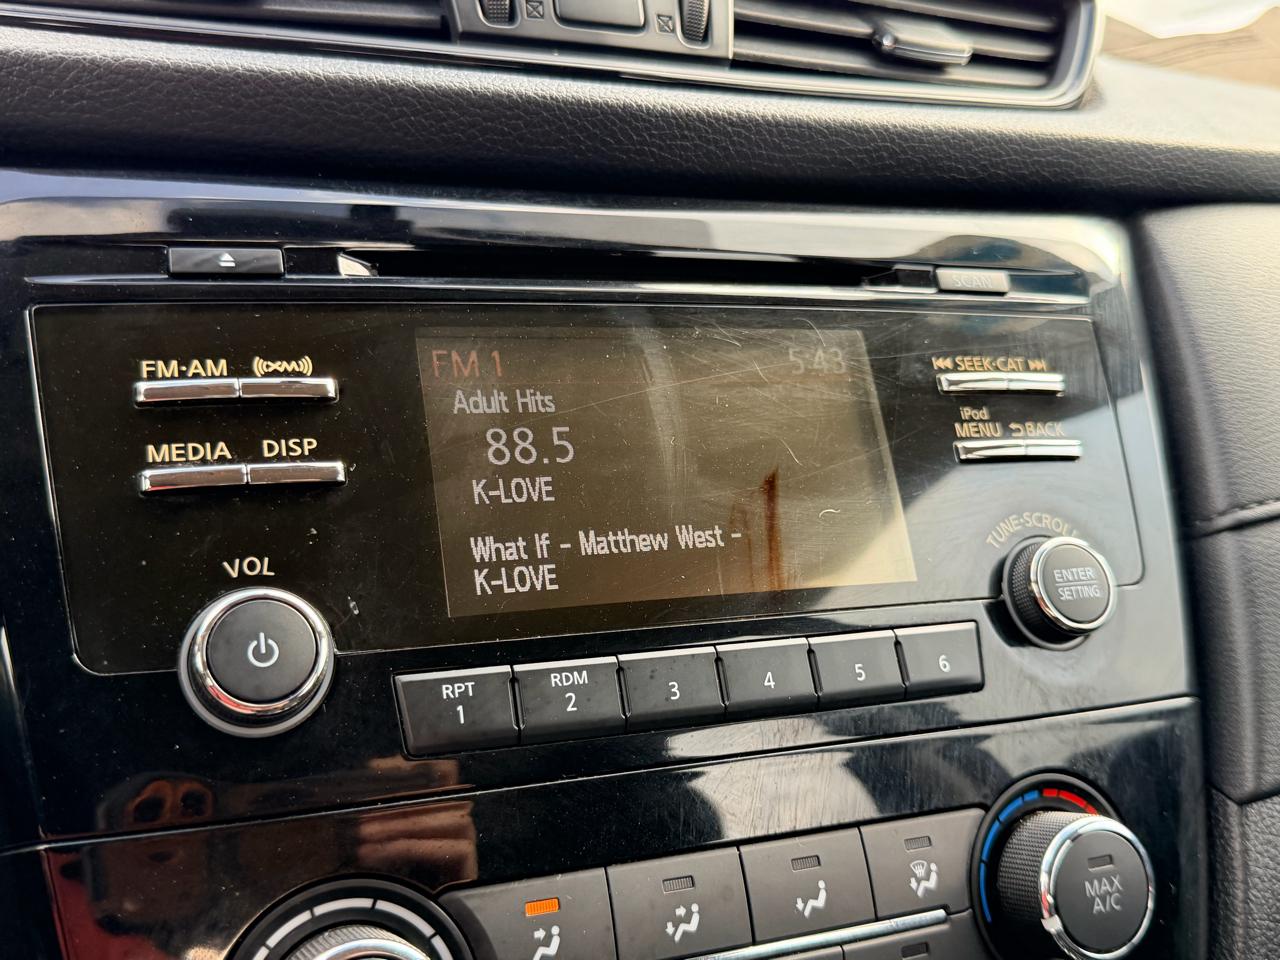 SCAN
FM·AM XM
MEDIA DISP
VOL
FM 1 5:43
Adult Hits
88.5
K-LOVE
What If - Matthew West -
K-LOVE
SEEK·CAT
iPod
MENU BACK
TUNE·SCROLL
ENTER
SETTING
RPT
1
RDM
2
3
4
5
6
MAX
A/C